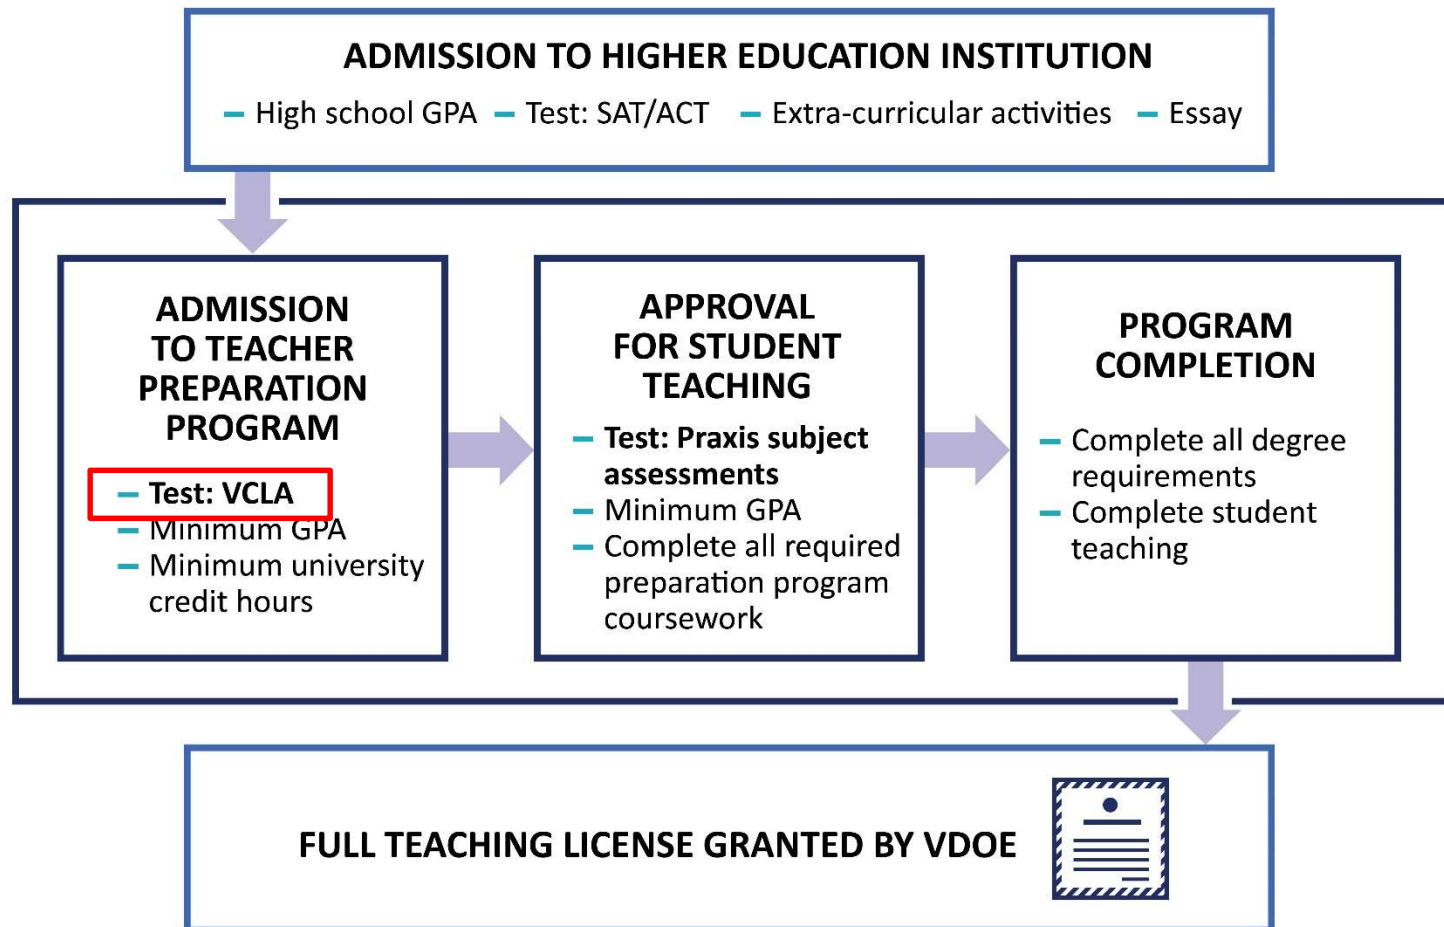 ADMISSION TO HIGHER EDUCATION INSTITUTION
– High school GPA – Test: SAT/ACT – Extra-curricular activities – Essay
ADMISSION
TO TEACHER
PREPARATION
PROGRAM
– Test: VCLA
– Minimum GPA
– Minimum university
credit hours
APPROVAL
FOR STUDENT
TEACHING
– Test: Praxis subject
assessments
– Minimum GPA
– Complete all required
preparation program
coursework
PROGRAM
COMPLETION
– Complete all degree
requirements
– Complete student
teaching
FULL TEACHING LICENSE GRANTED BY VDOE